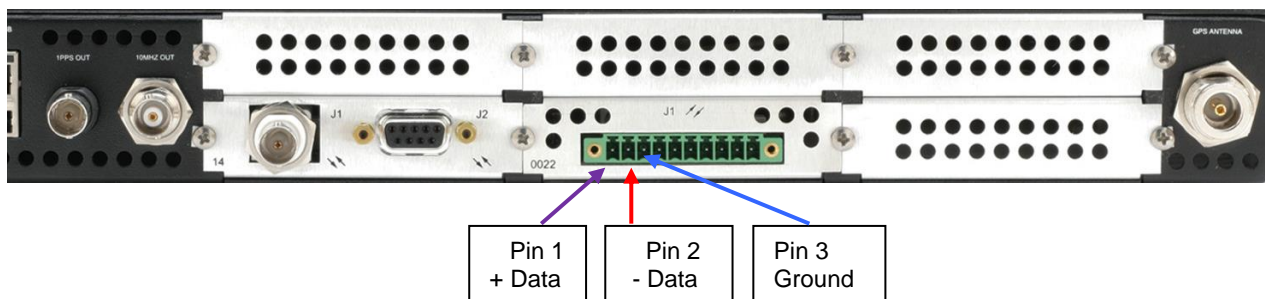 1PPS OUT
10MHZ OUT
GPS ANTENNA
J1
J2
J1
14
0022
Pin 1
+ Data
Pin 2
- Data
Pin 3
Ground